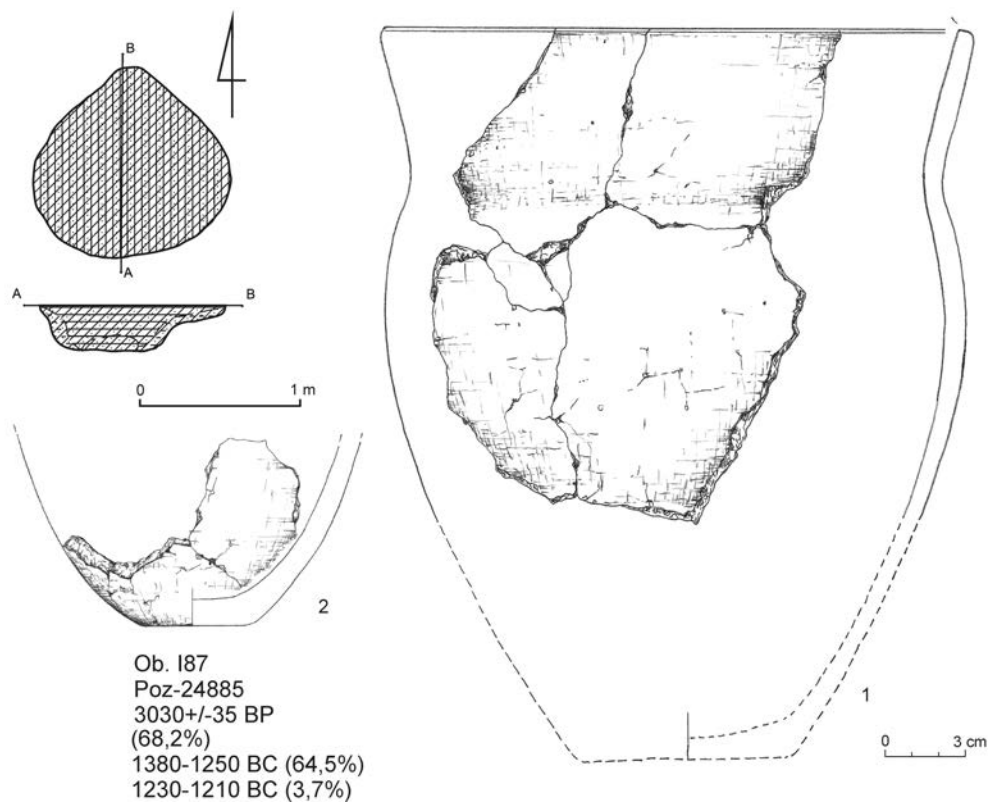 B
A
A B
0 1 m
2
Ob. I87
Poz-24885
3030+/-35 BP
(68,2%)
1380-1250 BC (64,5%)
1230-1210 BC (3,7%)
1
0 3 cm